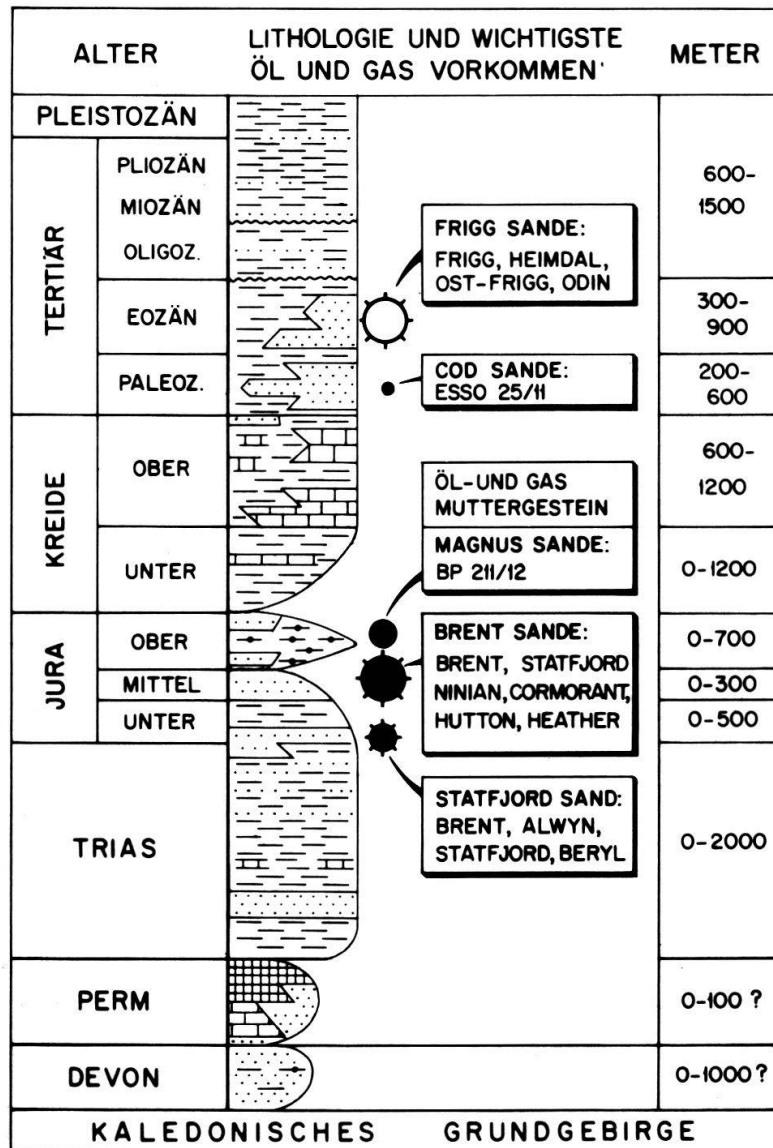 ALTER
LITHOLOGIE UND WICHTIGSTE
ÖL UND GAS VORKOMMEN
METER
PLEISTOZÄN
TERTIÄR
PLIOZÄN
MIOZÄN
OLIGOZ.
600-
1500
FRIGG SANDE:
FRIGG, HEIMDAL,
OST-FRIGG, ODIN
EOZÄN
300-
900
PALEOZ.
COD SANDE:
ESSO 25/11
200-
600
KREIDE
OBER
600-
1200
ÖL-UND GAS
MUTTERGESTEIN
MAGNUS SANDE:
BP 211/12
UNTER
0-1200
JURA
OBER
0-700
BRENT SANDE:
BRENT, STATFJORD
NINIAN, CORMORANT,
HUTTON, HEATHER
MITTEL
0-300
UNTER
0-500
STATFJORD SAND:
BRENT, ALWYN,
STATFJORD, BERYL
TRIAS
0-2000
PERM
0-100 ?
DEVON
0-1000 ?
KALEDONISCHES GRUNDGEBIRGE